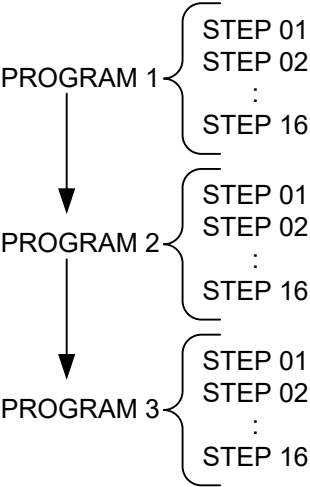 STEP 01
STEP 02
PROGRAM 1
:
STEP 16
STEP 01
STEP 02
PROGRAM 2
:
STEP 16
STEP 01
STEP 02
PROGRAM 3
:
STEP 16